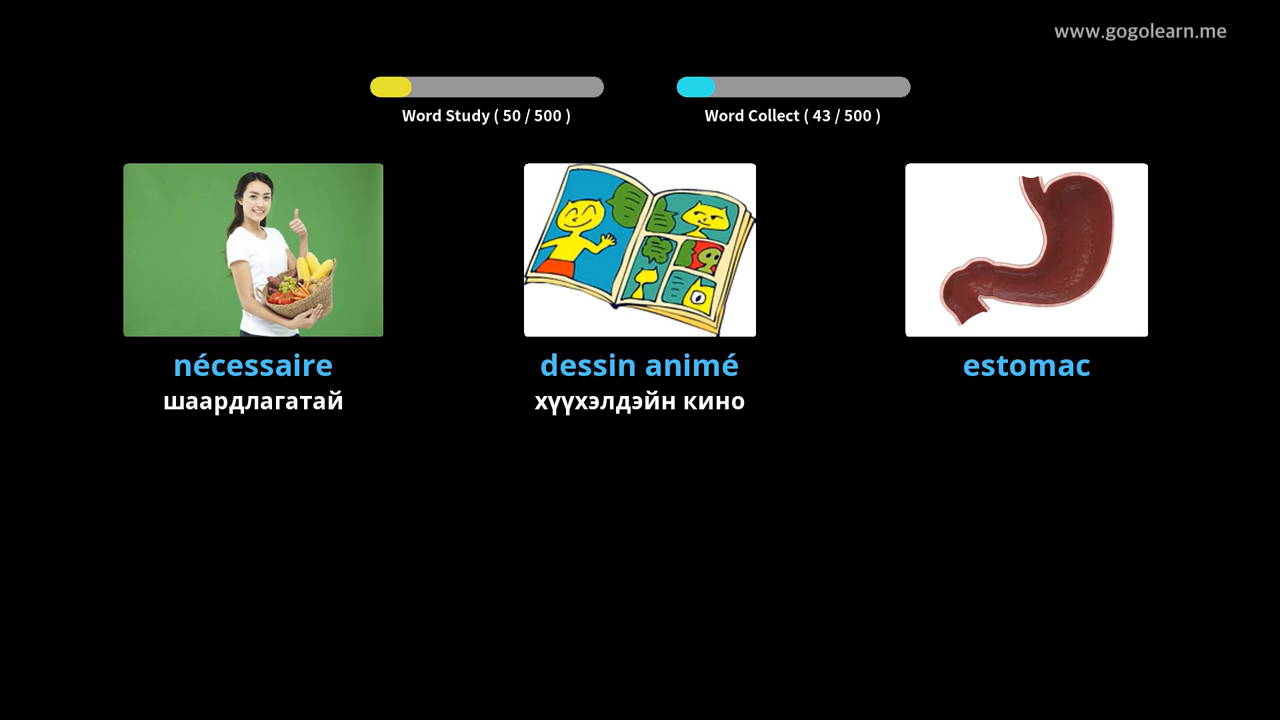 www.gogolearn.me
Word Study ( 50 / 500 )
Word Collect ( 43 / 500 )
nécessaire
шаардлагатай
dessin animé
хүүхэлдэйн кино
estomac